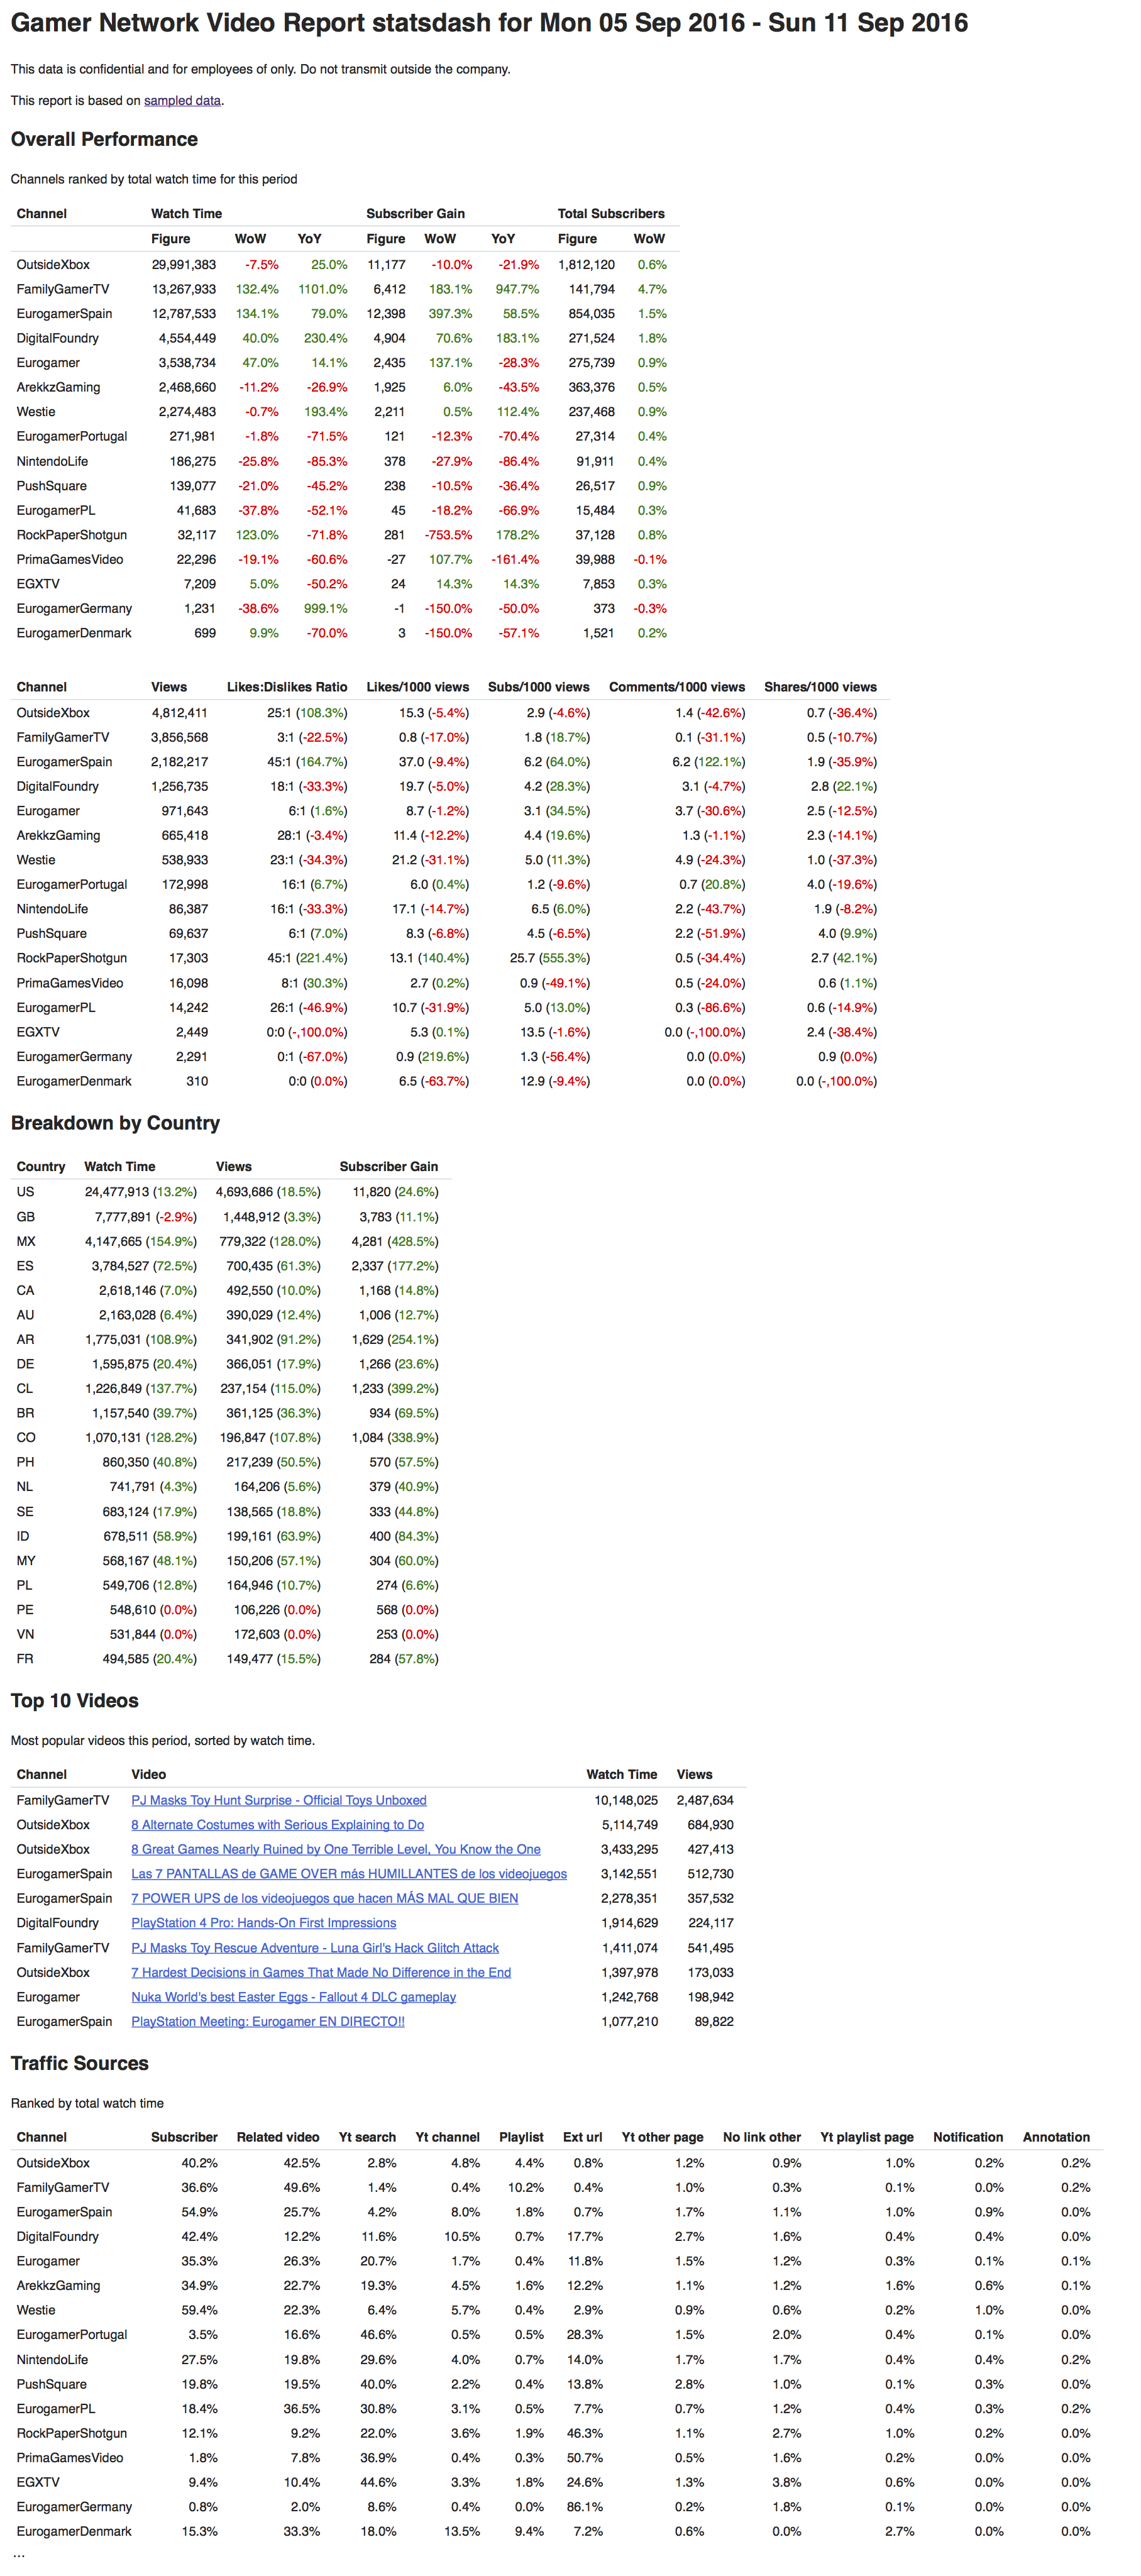 Gamer Network Video Report statsdash for Mon 05 Sep 2016 - Sun 11 Sep 2016
This data is confidential and for employees of only. Do not transmit outside the company.
This report is based on sampled data.
Overall Performance
Channels ranked by total watch time for this period
Channel Watch Time Subscriber Gain Total Subscribers
Figure WoW YoY Figure WoW YoY Figure WoW
OutsideXbox 29,991,383 -7.5% 25.0% 11,177 -10.0% -21.9% 1,812,120 0.6%
FamilyGamerTV 13,267,933 132.4% 1101.0% 6,412 183.1% 947.7% 141,794 4.7%
EurogamerSpain 12,787,533 134.1% 79.0% 12,398 397.3% 58.5% 854,035 1.5%
DigitalFoundry 4,554,449 40.0% 230.4% 4,904 70.6% 183.1% 271,524 1.8%
Eurogamer 3,538,734 47.0% 14.1% 2,435 137.1% -28.3% 275,739 0.9%
ArekkzGaming 2,468,660 -11.2% -26.9% 1,925 6.0% -43.5% 363,376 0.5%
Westie 2,274,483 -0.7% 193.4% 2,211 0.5% 112.4% 237,468 0.9%
EurogamerPortugal 271,981 -1.8% -71.5% 121 -12.3% -70.4% 27,314 0.4%
NintendoLife 186,275 -25.8% -85.3% 378 -27.9% -86.4% 91,911 0.4%
PushSquare 139,077 -21.0% -45.2% 238 -10.5% -36.4% 26,517 0.9%
EurogamerPL 41,683 -37.8% -52.1% 45 -18.2% -66.9% 15,484 0.3%
RockPaperShotgun 32,117 123.0% -71.8% 281 -753.5% 178.2% 37,128 0.8%
PrimaGamesVideo 22,296 -19.1% -60.6% -27 107.7% -161.4% 39,988 -0.1%
EGXTV 7,209 5.0% -50.2% 24 14.3% 14.3% 7,853 0.3%
EurogamerGermany 1,231 -38.6% 999.1% -1 -150.0% -50.0% 373 -0.3%
EurogamerDenmark 699 9.9% -70.0% 3 -150.0% -57.1% 1,521 0.2%
Channel Views Likes:Dislikes Ratio Likes/1000 views Subs/1000 views Comments/1000 views Shares/1000 views
OutsideXbox 4,812,411 25:1 (108.3%) 15.3 (-5.4%) 2.9 (-4.6%) 1.4 (-42.6%) 0.7 (-36.4%)
FamilyGamerTV 3,856,568 3:1 (-22.5%) 0.8 (-17.0%) 1.8 (18.7%) 0.1 (-31.1%) 0.5 (-10.7%)
EurogamerSpain 2,182,217 45:1 (164.7%) 37.0 (-9.4%) 6.2 (64.0%) 6.2 (122.1%) 1.9 (-35.9%)
DigitalFoundry 1,256,735 18:1 (-33.3%) 19.7 (-5.0%) 4.2 (28.3%) 3.1 (-4.7%) 2.8 (22.1%)
Eurogamer 971,643 6:1 (1.6%) 8.7 (-1.2%) 3.1 (34.5%) 3.7 (-30.6%) 2.5 (-12.5%)
ArekkzGaming 665,418 28:1 (-3.4%) 11.4 (-12.2%) 4.4 (19.6%) 1.3 (-1.1%) 2.3 (-14.1%)
Westie 538,933 23:1 (-34.3%) 21.2 (-31.1%) 5.0 (11.3%) 4.9 (-24.3%) 1.0 (-37.3%)
EurogamerPortugal 172,998 16:1 (6.7%) 6.0 (0.4%) 1.2 (-9.6%) 0.7 (20.8%) 4.0 (-19.6%)
NintendoLife 86,387 16:1 (-33.3%) 17.1 (-14.7%) 6.5 (6.0%) 2.2 (-43.7%) 1.9 (-8.2%)
PushSquare 69,637 6:1 (7.0%) 8.3 (-6.8%) 4.5 (-6.5%) 2.2 (-51.9%) 4.0 (9.9%)
RockPaperShotgun 17,303 45:1 (221.4%) 13.1 (140.4%) 25.7 (555.3%) 0.5 (-34.4%) 2.7 (42.1%)
PrimaGamesVideo 16,098 8:1 (30.3%) 2.7 (0.2%) 0.9 (-49.1%) 0.5 (-24.0%) 0.6 (1.1%)
EurogamerPL 14,242 26:1 (-46.9%) 10.7 (-31.9%) 5.0 (13.0%) 0.3 (-86.6%) 0.6 (-14.9%)
EGXTV 2,449 0:0 (-,100.0%) 5.3 (0.1%) 13.5 (-1.6%) 0.0 (-,100.0%) 2.4 (-38.4%)
EurogamerGermany 2,291 0:1 (-67.0%) 0.9 (219.6%) 1.3 (-56.4%) 0.0 (0.0%) 0.9 (0.0%)
EurogamerDenmark 310 0:0 (0.0%) 6.5 (-63.7%) 12.9 (-9.4%) 0.0 (0.0%) 0.0 (-,100.0%)
Breakdown by Country
Country Watch Time Views Subscriber Gain
US 24,477,913 (13.2%) 4,693,686 (18.5%) 11,820 (24.6%)
GB 7,777,891 (-2.9%) 1,448,912 (3.3%) 3,783 (11.1%)
MX 4,147,665 (154.9%) 779,322 (128.0%) 4,281 (428.5%)
ES 3,784,527 (72.5%) 700,435 (61.3%) 2,337 (177.2%)
CA 2,618,146 (7.0%) 492,550 (10.0%) 1,168 (14.8%)
AU 2,163,028 (6.4%) 390,029 (12.4%) 1,006 (12.7%)
AR 1,775,031 (108.9%) 341,902 (91.2%) 1,629 (254.1%)
DE 1,595,875 (20.4%) 366,051 (17.9%) 1,266 (23.6%)
CL 1,226,849 (137.7%) 237,154 (115.0%) 1,233 (399.2%)
BR 1,157,540 (39.7%) 361,125 (36.3%) 934 (69.5%)
CO 1,070,131 (128.2%) 196,847 (107.8%) 1,084 (338.9%)
PH 860,350 (40.8%) 217,239 (50.5%) 570 (57.5%)
NL 741,791 (4.3%) 164,206 (5.6%) 379 (40.9%)
SE 683,124 (17.9%) 138,565 (18.8%) 333 (44.8%)
ID 678,511 (58.9%) 199,161 (63.9%) 400 (84.3%)
MY 568,167 (48.1%) 150,206 (57.1%) 304 (60.0%)
PL 549,706 (12.8%) 164,946 (10.7%) 274 (6.6%)
PE 548,610 (0.0%) 106,226 (0.0%) 568 (0.0%)
VN 531,844 (0.0%) 172,603 (0.0%) 253 (0.0%)
FR 494,585 (20.4%) 149,477 (15.5%) 284 (57.8%)
Top 10 Videos
Most popular videos this period, sorted by watch time.
Channel Video Watch Time Views
FamilyGamerTV PJ Masks Toy Hunt Surprise - Official Toys Unboxed 10,148,025 2,487,634
OutsideXbox 8 Alternate Costumes with Serious Explaining to Do 5,114,749 684,930
OutsideXbox 8 Great Games Nearly Ruined by One Terrible Level, You Know the One 3,433,295 427,413
EurogamerSpain Las 7 PANTALLAS de GAME OVER más HUMILLANTES de los videojuegos 3,142,551 512,730
EurogamerSpain 7 POWER UPS de los videojuegos que hacen MÁS MAL QUE BIEN 2,278,351 357,532
DigitalFoundry PlayStation 4 Pro: Hands-On First Impressions 1,914,629 224,117
FamilyGamerTV PJ Masks Toy Rescue Adventure - Luna Girl's Hack Glitch Attack 1,411,074 541,495
OutsideXbox 7 Hardest Decisions in Games That Made No Difference in the End 1,397,978 173,033
Eurogamer Nuka World's best Easter Eggs - Fallout 4 DLC gameplay 1,242,768 198,942
EurogamerSpain PlayStation Meeting: Eurogamer EN DIRECTO!! 1,077,210 89,822
Traffic Sources
Ranked by total watch time
Channel Subscriber Related video Yt search Yt channel Playlist Ext url Yt other page No link other Yt playlist page Notification Annotation
OutsideXbox 40.2% 42.5% 2.8% 4.8% 4.4% 0.8% 1.2% 0.9% 1.0% 0.2% 0.2%
FamilyGamerTV 36.6% 49.6% 1.4% 0.4% 10.2% 0.4% 1.0% 0.3% 0.1% 0.0% 0.2%
EurogamerSpain 54.9% 25.7% 4.2% 8.0% 1.8% 0.7% 1.7% 1.1% 1.0% 0.9% 0.0%
DigitalFoundry 42.4% 12.2% 11.6% 10.5% 0.7% 17.7% 2.7% 1.6% 0.4% 0.4% 0.0%
Eurogamer 35.3% 26.3% 20.7% 1.7% 0.4% 11.8% 1.5% 1.2% 0.3% 0.1% 0.1%
ArekkzGaming 34.9% 22.7% 19.3% 4.5% 1.6% 12.2% 1.1% 1.2% 1.6% 0.6% 0.1%
Westie 59.4% 22.3% 6.4% 5.7% 0.4% 2.9% 0.9% 0.6% 0.2% 1.0% 0.0%
EurogamerPortugal 3.5% 16.6% 46.6% 0.5% 0.5% 28.3% 1.5% 2.0% 0.4% 0.1% 0.0%
NintendoLife 27.5% 19.8% 29.6% 4.0% 0.7% 14.0% 1.7% 1.7% 0.4% 0.4% 0.2%
PushSquare 19.8% 19.5% 40.0% 2.2% 0.4% 13.8% 2.8% 1.0% 0.1% 0.3% 0.0%
EurogamerPL 18.4% 36.5% 30.8% 3.1% 0.5% 7.7% 0.7% 1.2% 0.4% 0.3% 0.2%
RockPaperShotgun 12.1% 9.2% 22.0% 3.6% 1.9% 46.3% 1.1% 2.7% 1.0% 0.2% 0.0%
PrimaGamesVideo 1.8% 7.8% 36.9% 0.4% 0.3% 50.7% 0.5% 1.6% 0.2% 0.0% 0.0%
EGXTV 9.4% 10.4% 44.6% 3.3% 1.8% 24.6% 1.3% 3.8% 0.6% 0.0% 0.0%
EurogamerGermany 0.8% 2.0% 8.6% 0.4% 0.0% 86.1% 0.2% 1.8% 0.1% 0.0% 0.0%
EurogamerDenmark 15.3% 33.3% 18.0% 13.5% 9.4% 7.2% 0.6% 0.0% 2.7% 0.0% 0.0%
...